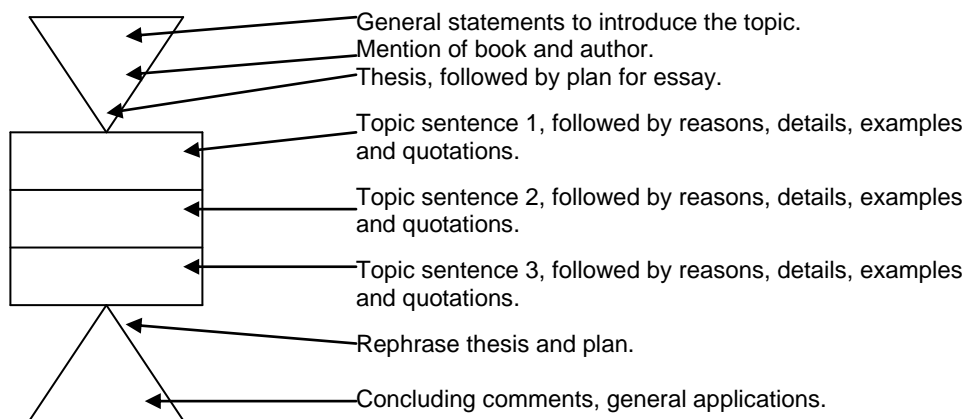 General statements to introduce the topic.
Mention of book and author.
Thesis, followed by plan for essay.
Topic sentence 1, followed by reasons, details, examples
and quotations.
Topic sentence 2, followed by reasons, details, examples
and quotations.
Topic sentence 3, followed by reasons, details, examples
and quotations.
Rephrase thesis and plan.
Concluding comments, general applications.